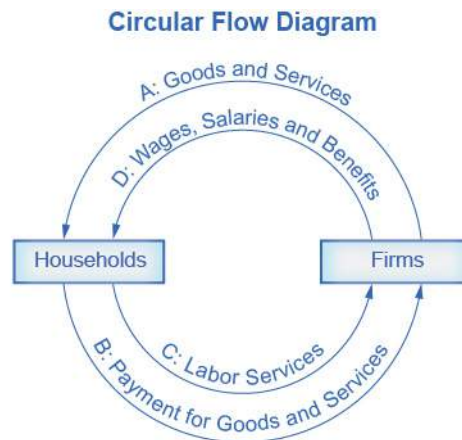 Circular Flow Diagram
A: Goods and Services
D: Wages, Salaries and Benefits
Households
Firms
C: Labor Services
B: Payment for Goods and Services